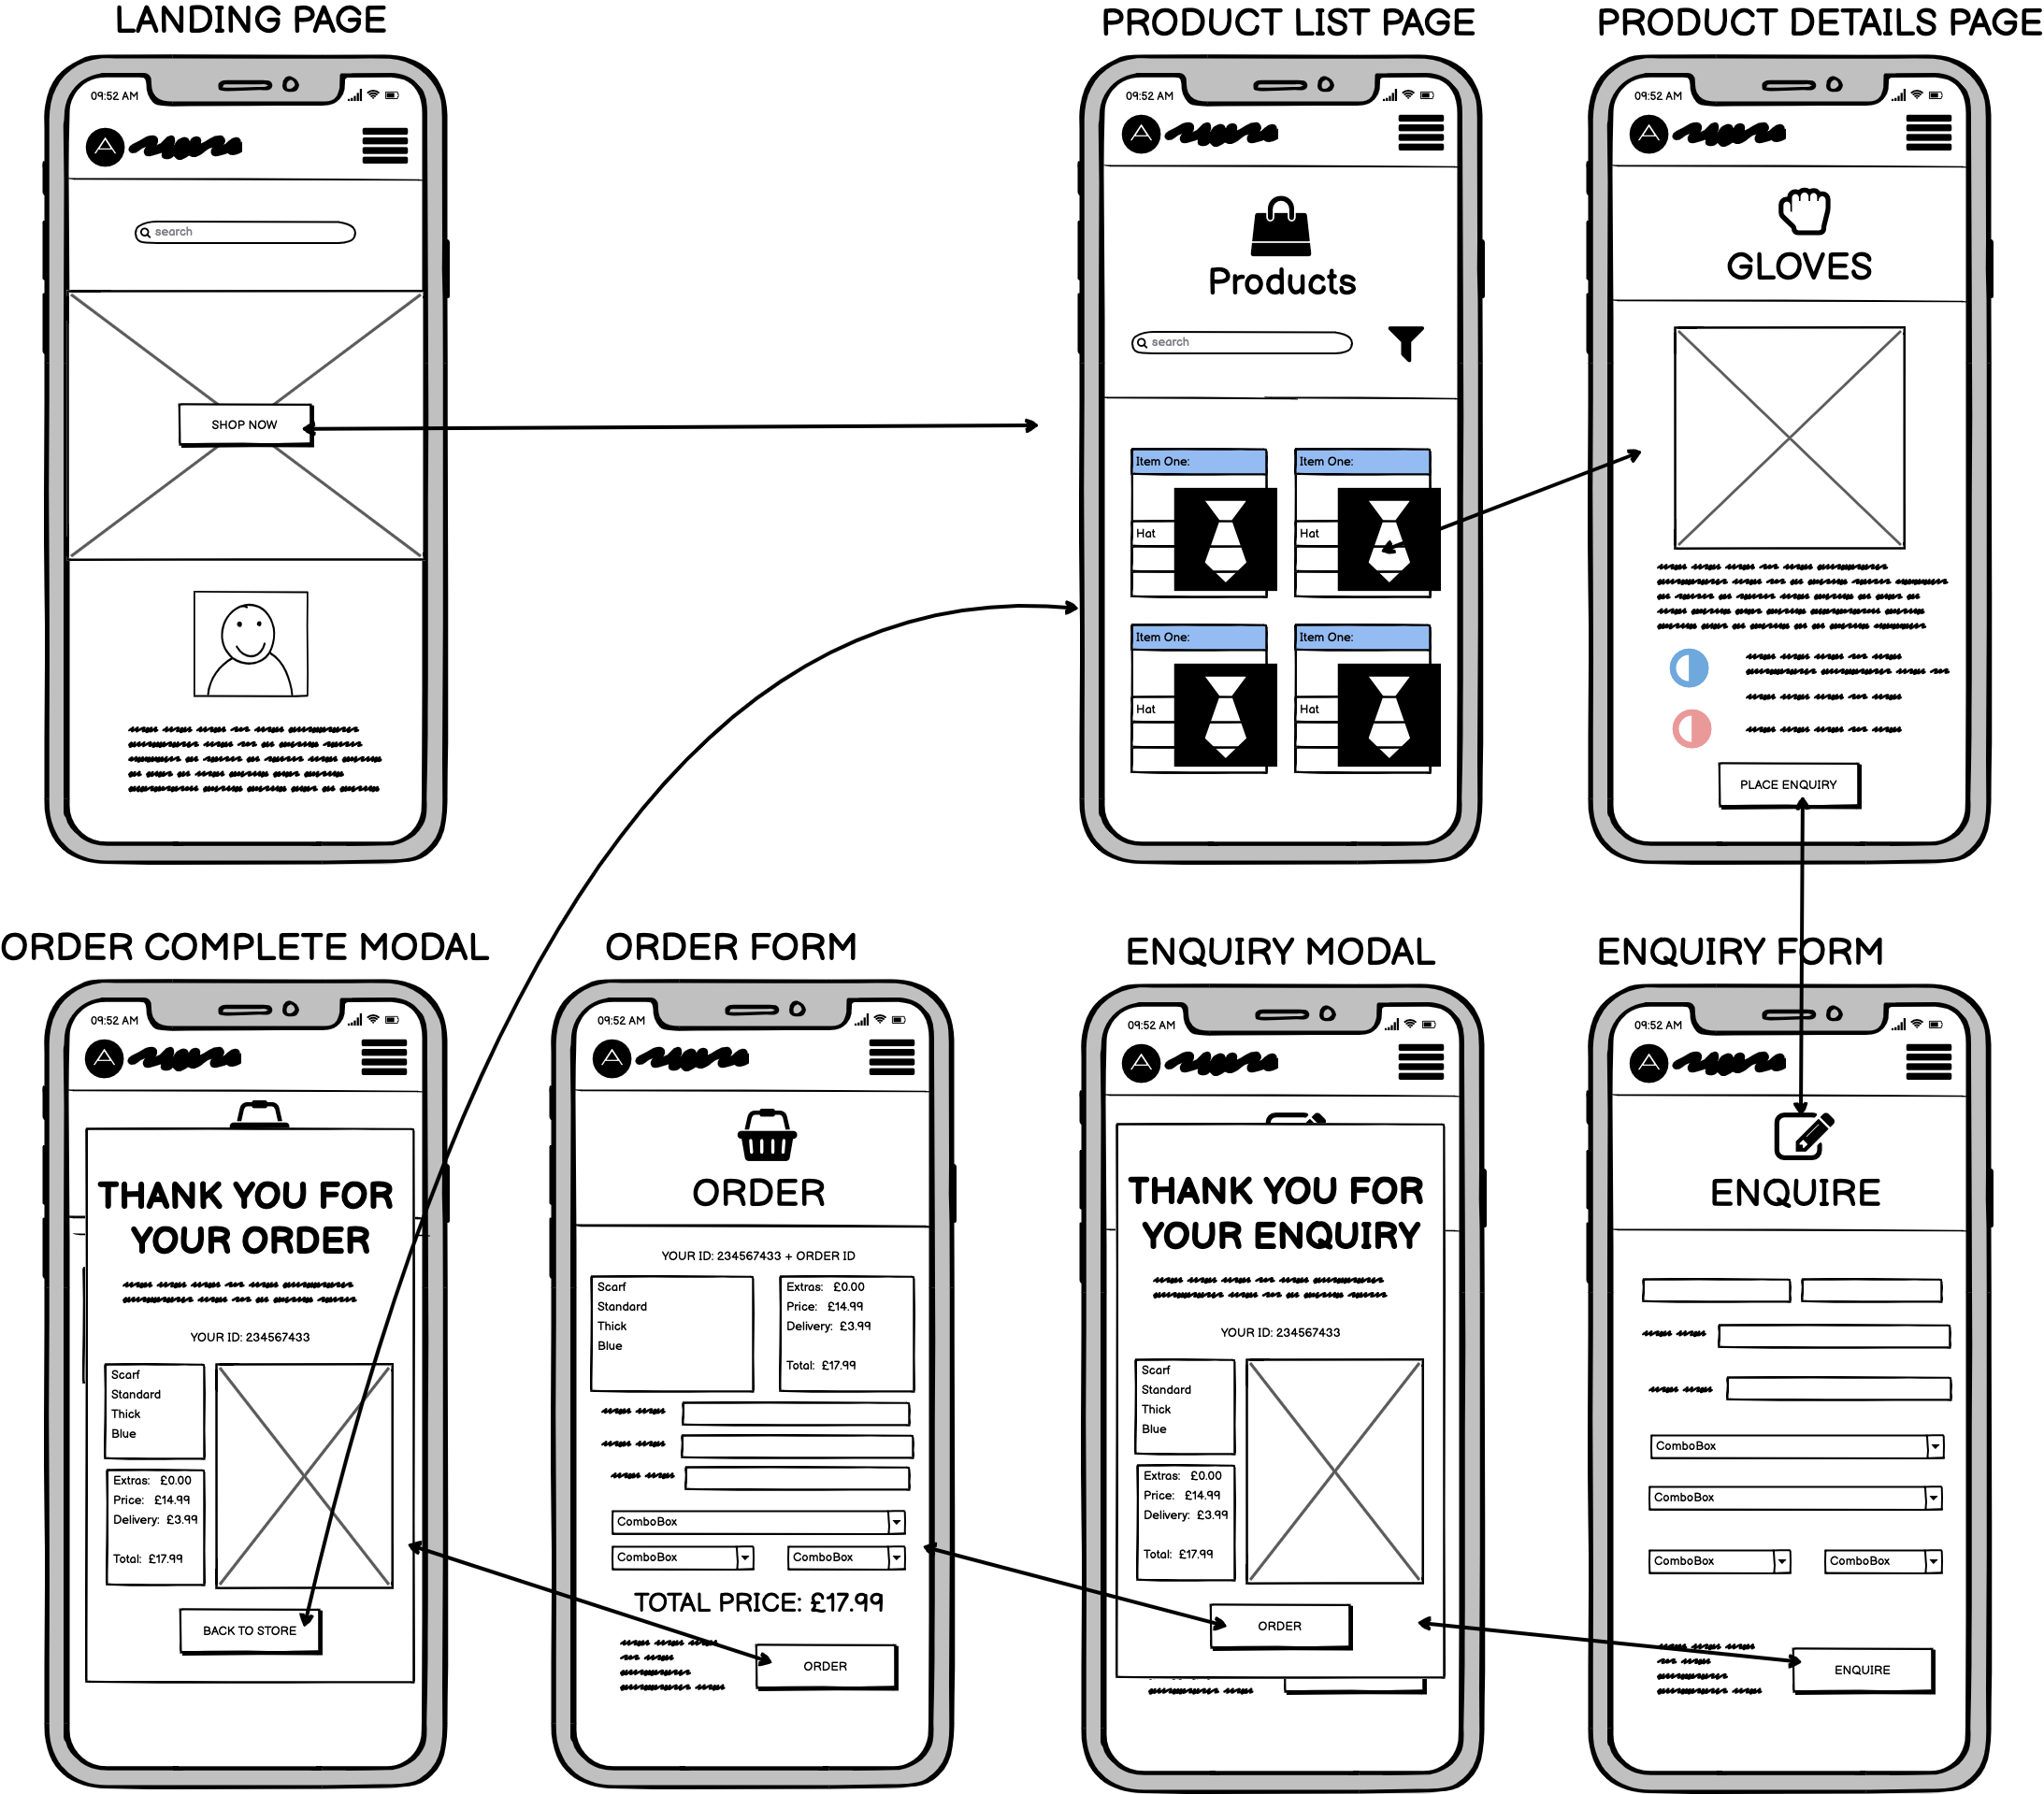 LANDING PAGE
09:52 AM
A
search
SHOP NOW
PRODUCT LIST PAGE
09:52 AM
A
Products
search
Item One:
Hat
Item One:
Hat
Item One:
Hat
Item One:
Hat
PRODUCT DETAILS PAGE
09:52 AM
A
GLOVES
PLACE ENQUIRY
ORDER COMPLETE MODAL
09:52 AM
A
THANK YOU FOR
YOUR ORDER
YOUR ID: 234567433
Scarf
Standard
Thick
Blue
Extras: £0.00
Price: £14.99
Delivery: £3.99
Total: £17.99
BACK TO STORE
ORDER FORM
09:52 AM
A
ORDER
YOUR ID: 234567433 + ORDER ID
Scarf
Standard
Thick
Blue
Extras: £0.00
Price: £14.99
Delivery: £3.99
Total: £17.99
ComboBox
ComboBox
ComboBox
TOTAL PRICE: £17.99
ORDER
ENQUIRY MODAL
09:52 AM
A
THANK YOU FOR
YOUR ENQUIRY
YOUR ID: 234567433
Scarf
Standard
Thick
Blue
Extras: £0.00
Price: £14.99
Delivery: £3.99
Total: £17.99
ORDER
ENQUIRY FORM
09:52 AM
A
ENQUIRE
ComboBox
ComboBox
ComboBox
ComboBox
ENQUIRE